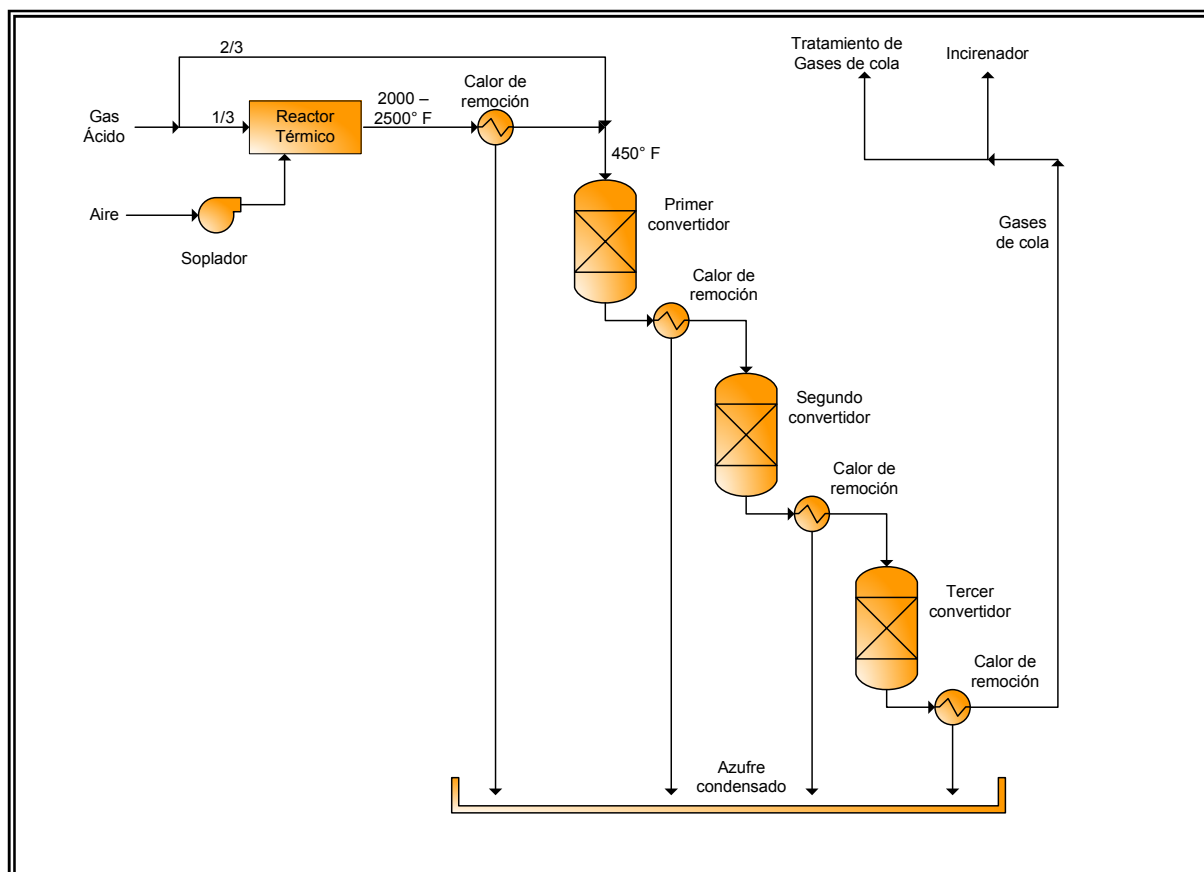 2/3
Tratamiento de
Gases de cola
Incirenador
Gas
Ácido
1/3
Reactor
Térmico
2000 –
2500° F
Calor de
remoción
450° F
Aire
Soplador
Primer
convertidor
Gases
de cola
Calor de
remoción
Segundo
convertidor
Calor de
remoción
Tercer
convertidor
Calor de
remoción
Azufre
condensado